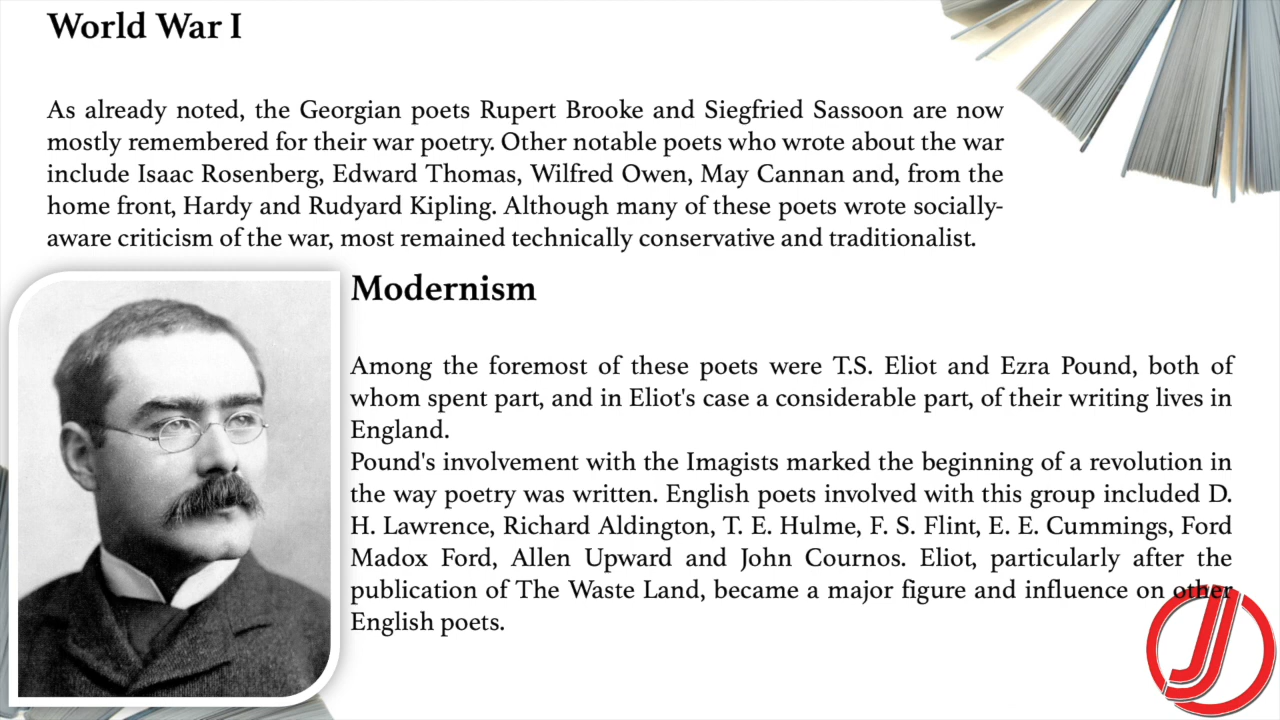 World War I
As already noted, the Georgian poets Rupert Brooke and Siegfried Sassoon are now
mostly remembered for their war poetry. Other notable poets who wrote about the war
include Isaac Rosenberg, Edward Thomas, Wilfred Owen, May Cannan and, from the
home front, Hardy and Rudyard Kipling. Although many of these poets wrote socially-
aware criticism of the war, most remained technically conservative and traditionalist.
Modernism
Among the foremost of these poets were T.S. Eliot and Ezra Pound, both of
whom spent part, and in Eliot's case a considerable part, of their writing lives in
England.
Pound's involvement with the Imagists marked the beginning of a revolution in
the way poetry was written. English poets involved with this group included D.
H. Lawrence, Richard Aldington, T. E. Hulme, F. S. Flint, E. E. Cummings, Ford
Madox Ford, Allen Upward and John Cournos. Eliot, particularly after the
publication of The Waste Land, became a major figure and influence on other
English poets.